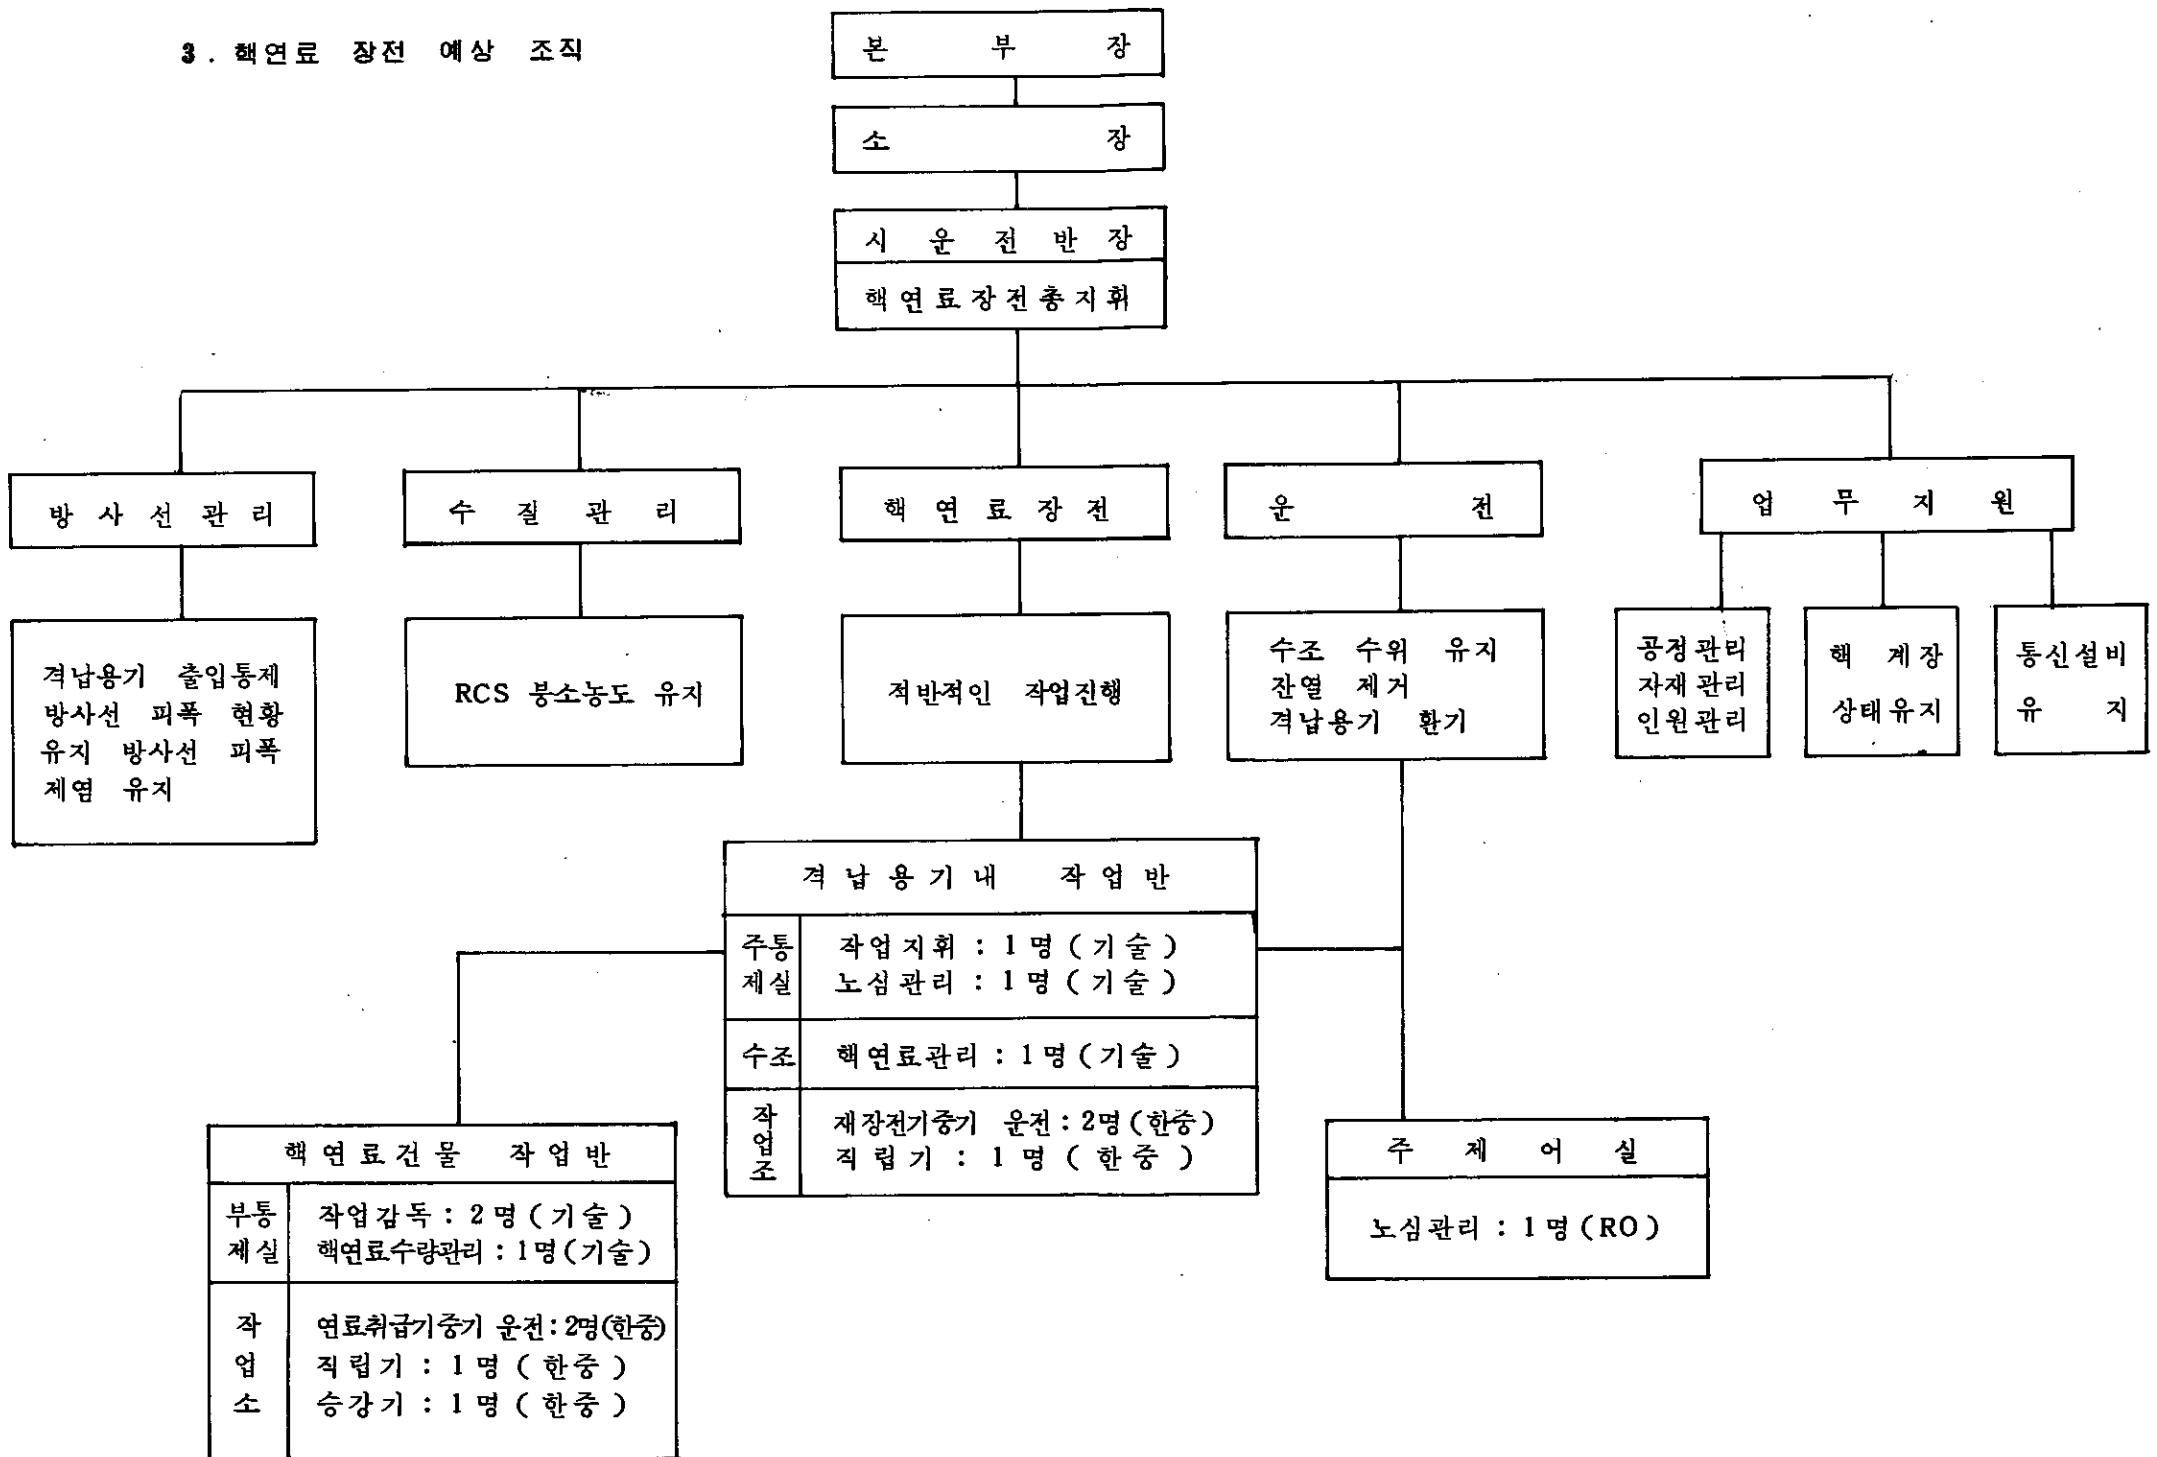 3. 핵연료 장전 예상 조직
본 부 장
소 장
시 운 전 반 장
핵연료장전총지휘
방사선관리
수 질 관 리
핵 연 료 장 전
운 전
업 무 지 원
격납용기 출입통제
방사선 피폭 현황
유지 방사선 피폭
제염 유지
RCS 붕소농도 유지
적반적인 작업진행
수조 수위 유지
잔열 제거
격납용기 환기
공정관리
자재관리
인원관리
핵 계장
상태유지
통신설비
유 지
격납용기내 작업반
주통
제실
작업지휘 : 1명(기술)
노심관리 : 1명(기술)
수조
핵연료관리 : 1명(기술)
작
업
조
재장전기중기 운전 : 2명(한중)
직립기 : 1명(한중)
핵연료건물 작업반
부통
제실
작업감독 : 2명(기술)
핵연료수량관리 : 1명(기술)
작
업
소
연료취급기중기 운전 : 2명(한중)
직립기 : 1명(한중)
승강기 : 1명(한중)
주 제 어 실
노심관리 : 1명(RO)